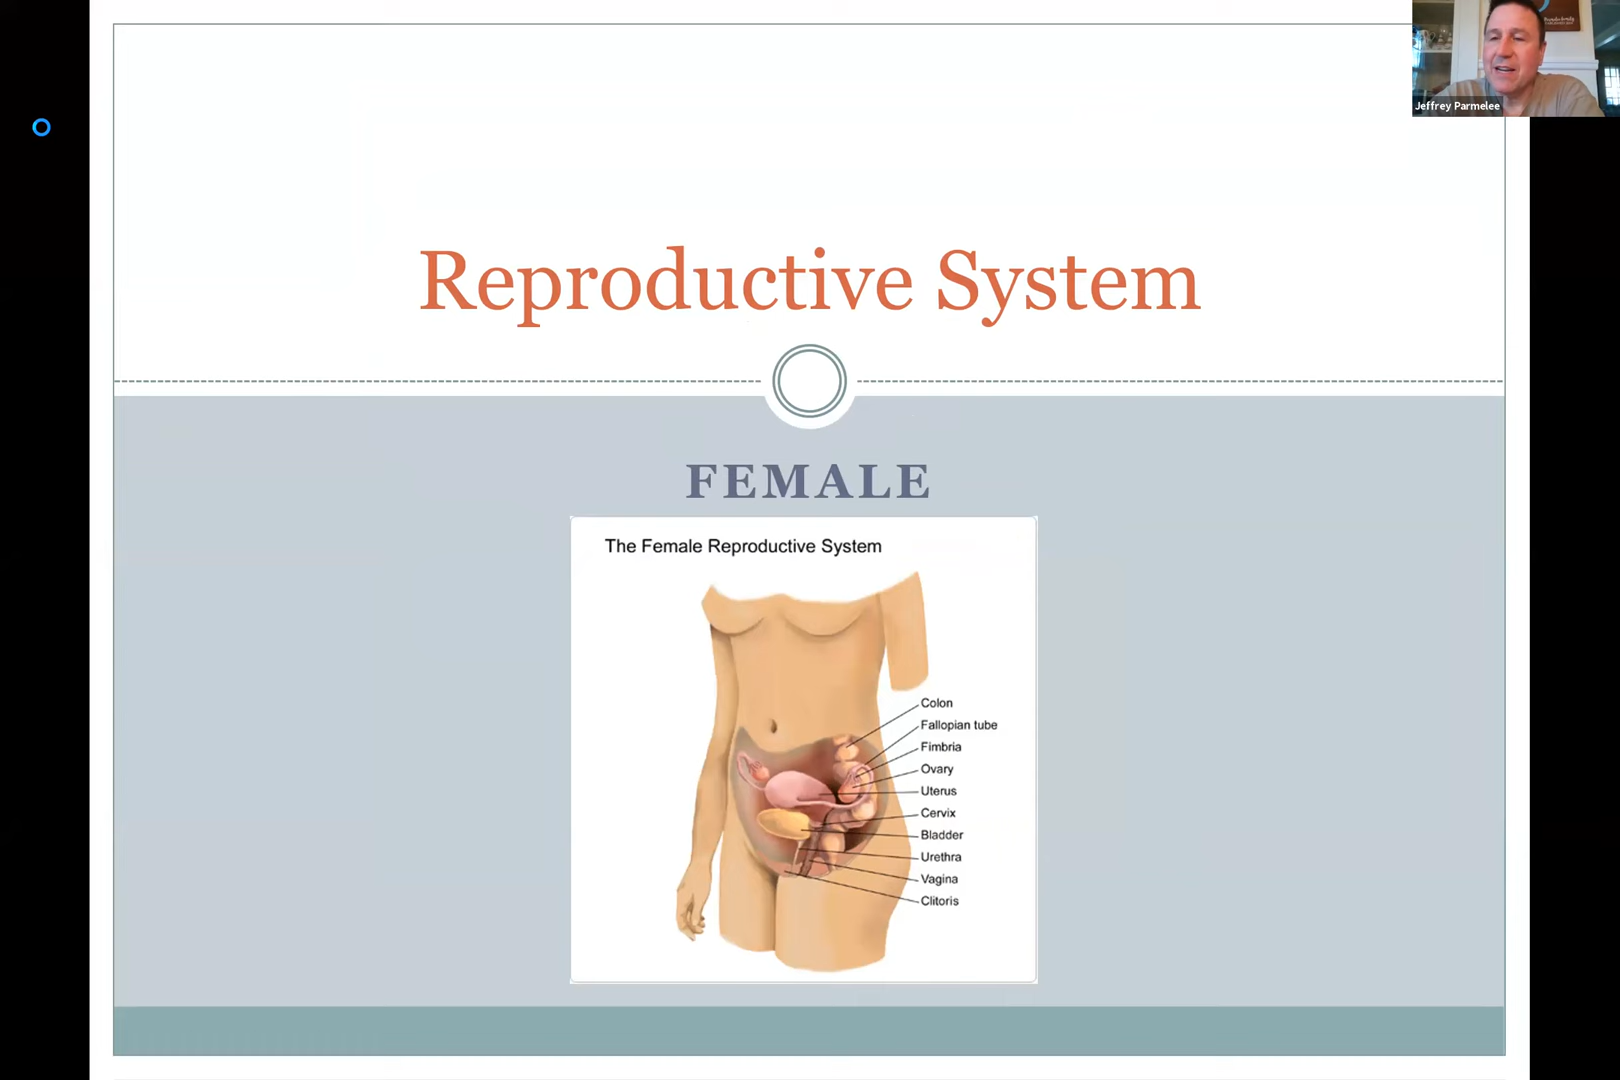 Jeffrey Parmelee
Reproductive System
FEMALE
The Female Reproductive System
Colon
Fallopian tube
Fimbria
Ovary
Uterus
Cervix
Bladder
Urethra
Vagina
Clitoris